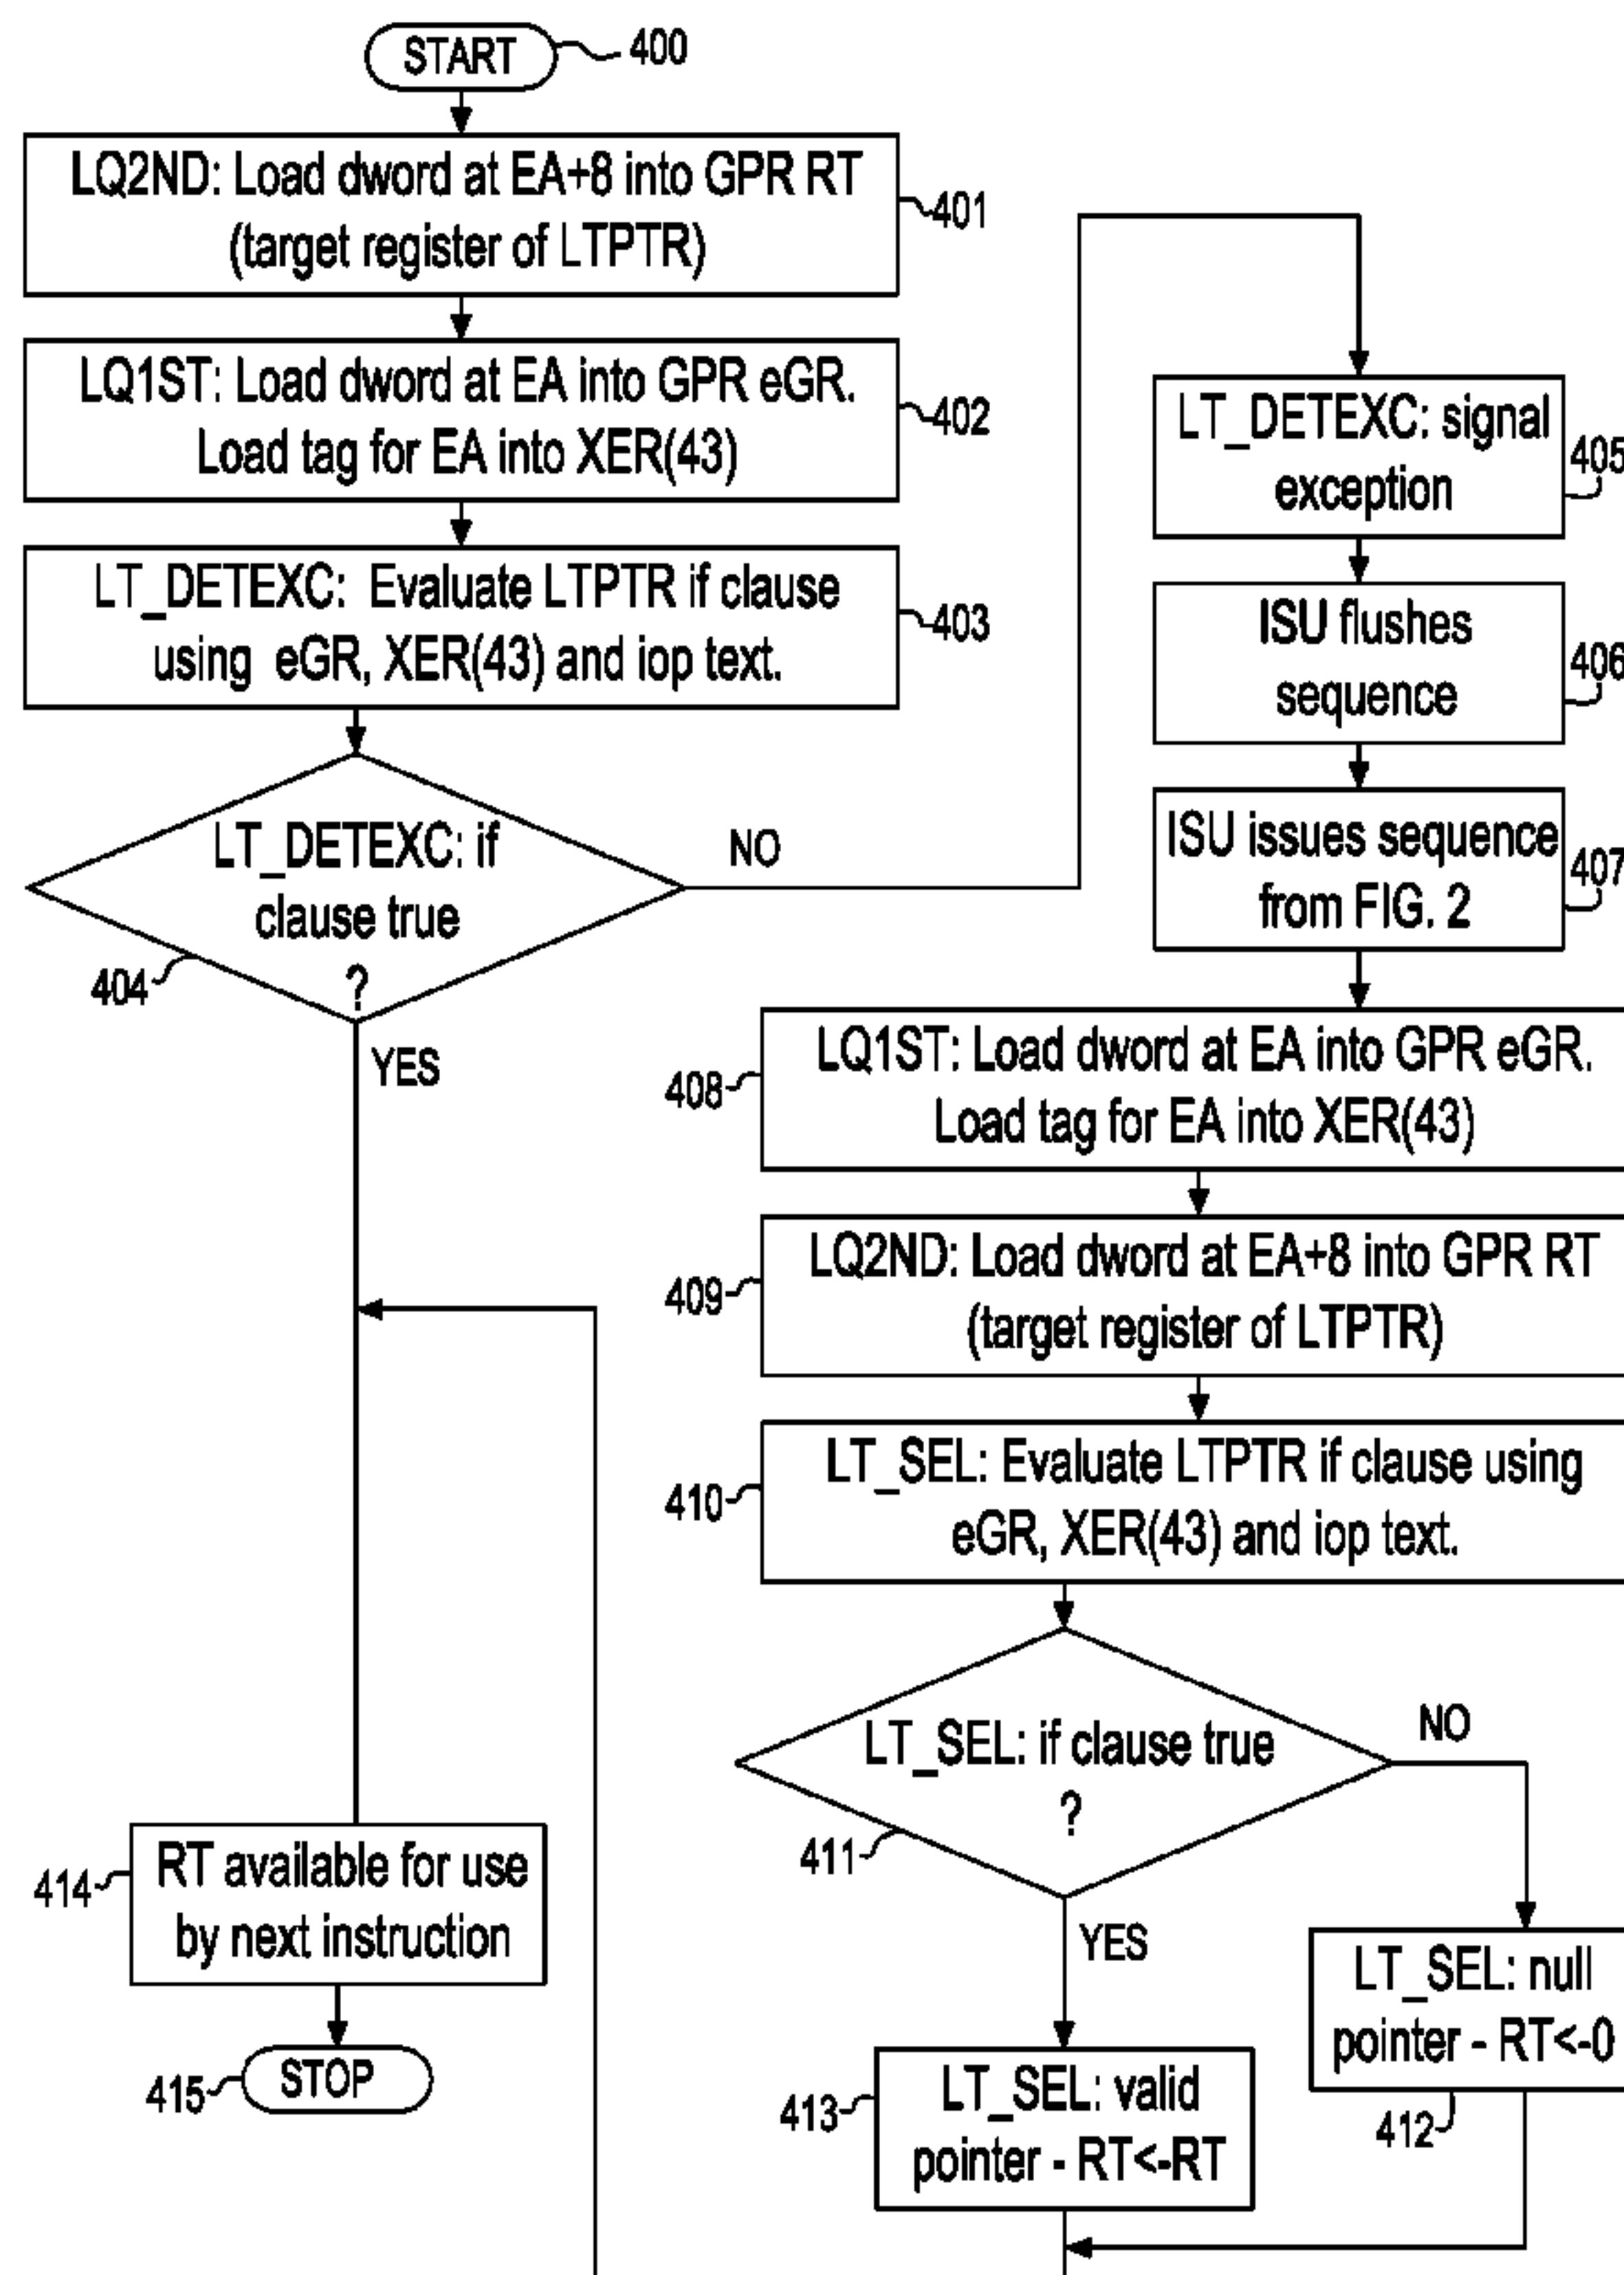 START
400
LQ2ND: Load dword at EA+8 into GPR RT
(target register of LTPTR)
401
LQ1ST: Load dword at EA into GPR eGR.
Load tag for EA into XER(43)
402
LT_DETEXC: Evaluate LTPTR if clause
using eGR, XER(43) and iop text.
403
LT_DETEXC: if
clause true
?
404
NO
YES
LT_DETEXC: signal
exception
405
ISU flushes
sequence
406
ISU issues sequence
from FIG. 2
407
LQ1ST: Load dword at EA into GPR eGR.
Load tag for EA into XER(43)
408
LQ2ND: Load dword at EA+8 into GPR RT
(target register of LTPTR)
409
LT_SEL: Evaluate LTPTR if clause using
eGR, XER(43) and iop text.
410
LT_SEL: if clause true
?
411
NO
YES
LT_SEL: null
pointer - RT<-0
412
LT_SEL: valid
pointer - RT<-RT
413
RT available for use
by next instruction
414
STOP
415